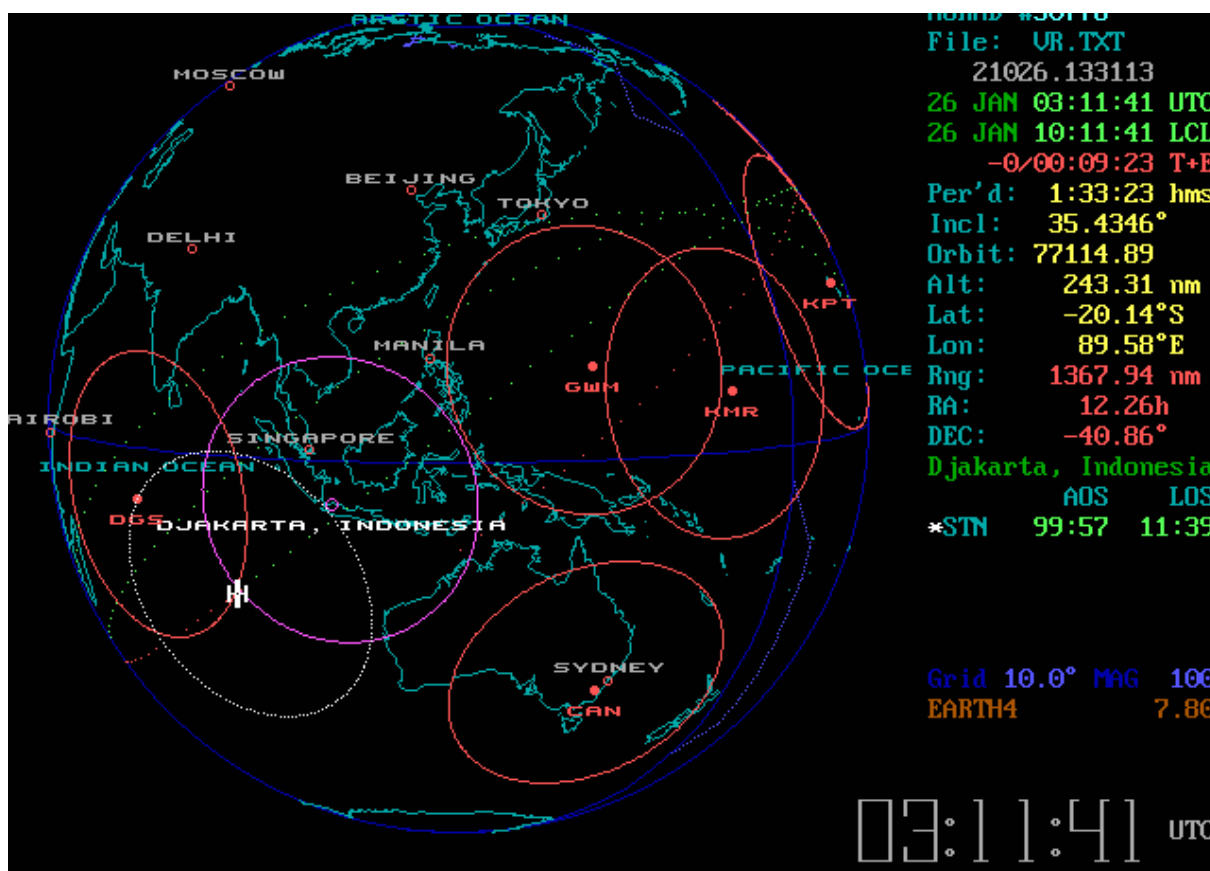 ARCTIC OCEAN
MOSCOW
BEIJING
TOKYO
DELHI
KPT
MANILA
GWM
PACIFIC OCE
KMR
AIROBI
SINGAPORE
INDIAN OCEAN
DGS
DJAKARTA, INDONESIA
SYDNEY
CAN
File: VR.TXT
21026.133113
26 JAN 03:11:41 UTC
26 JAN 10:11:41 LCL
-0/00:09:23 T+E
Per'd: 1:33:23 hms
Incl: 35.4346°
Orbit: 77114.89
Alt: 243.31 nm
Lat: -20.14°S
Lon: 89.58°E
Rng: 1367.94 nm
RA: 12.26h
DEC: -40.86°
Djakarta, Indonesia
AOS LOS
*STN 99:57 11:39
Grid 10.0° MAG 100
EARTH4 7.80
03:11:41 UTC